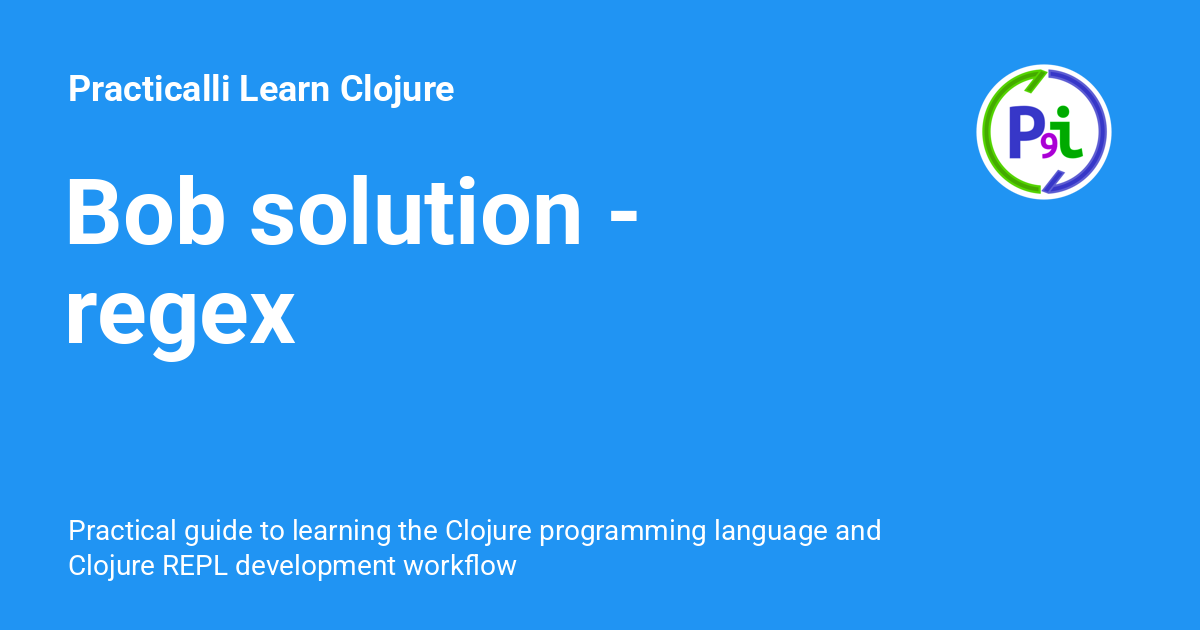 Practicalli Learn Clojure
P9i
Bob solution -
regex
Practical guide to learning the Clojure programming language and
Clojure REPL development workflow